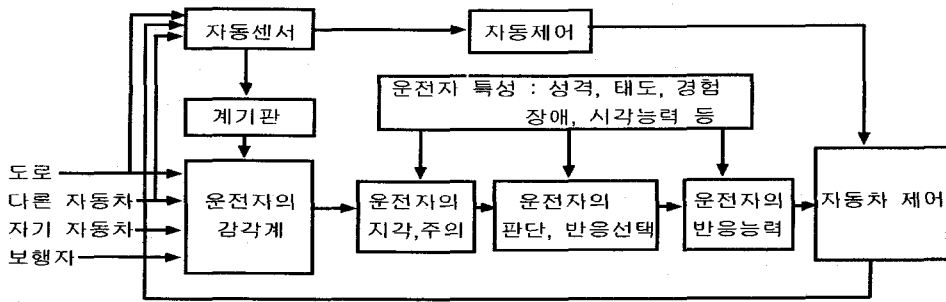 자동센서
자동제어
운전자 특성 : 성격, 태도, 경험
장애, 시각능력 등
계기판
도로
다른 자동차
자기 자동차
보행자
운전자의
감각계
운전자의
지각,주의
운전자의
판단, 반응선택
운전자의
반응능력
자동차 제어